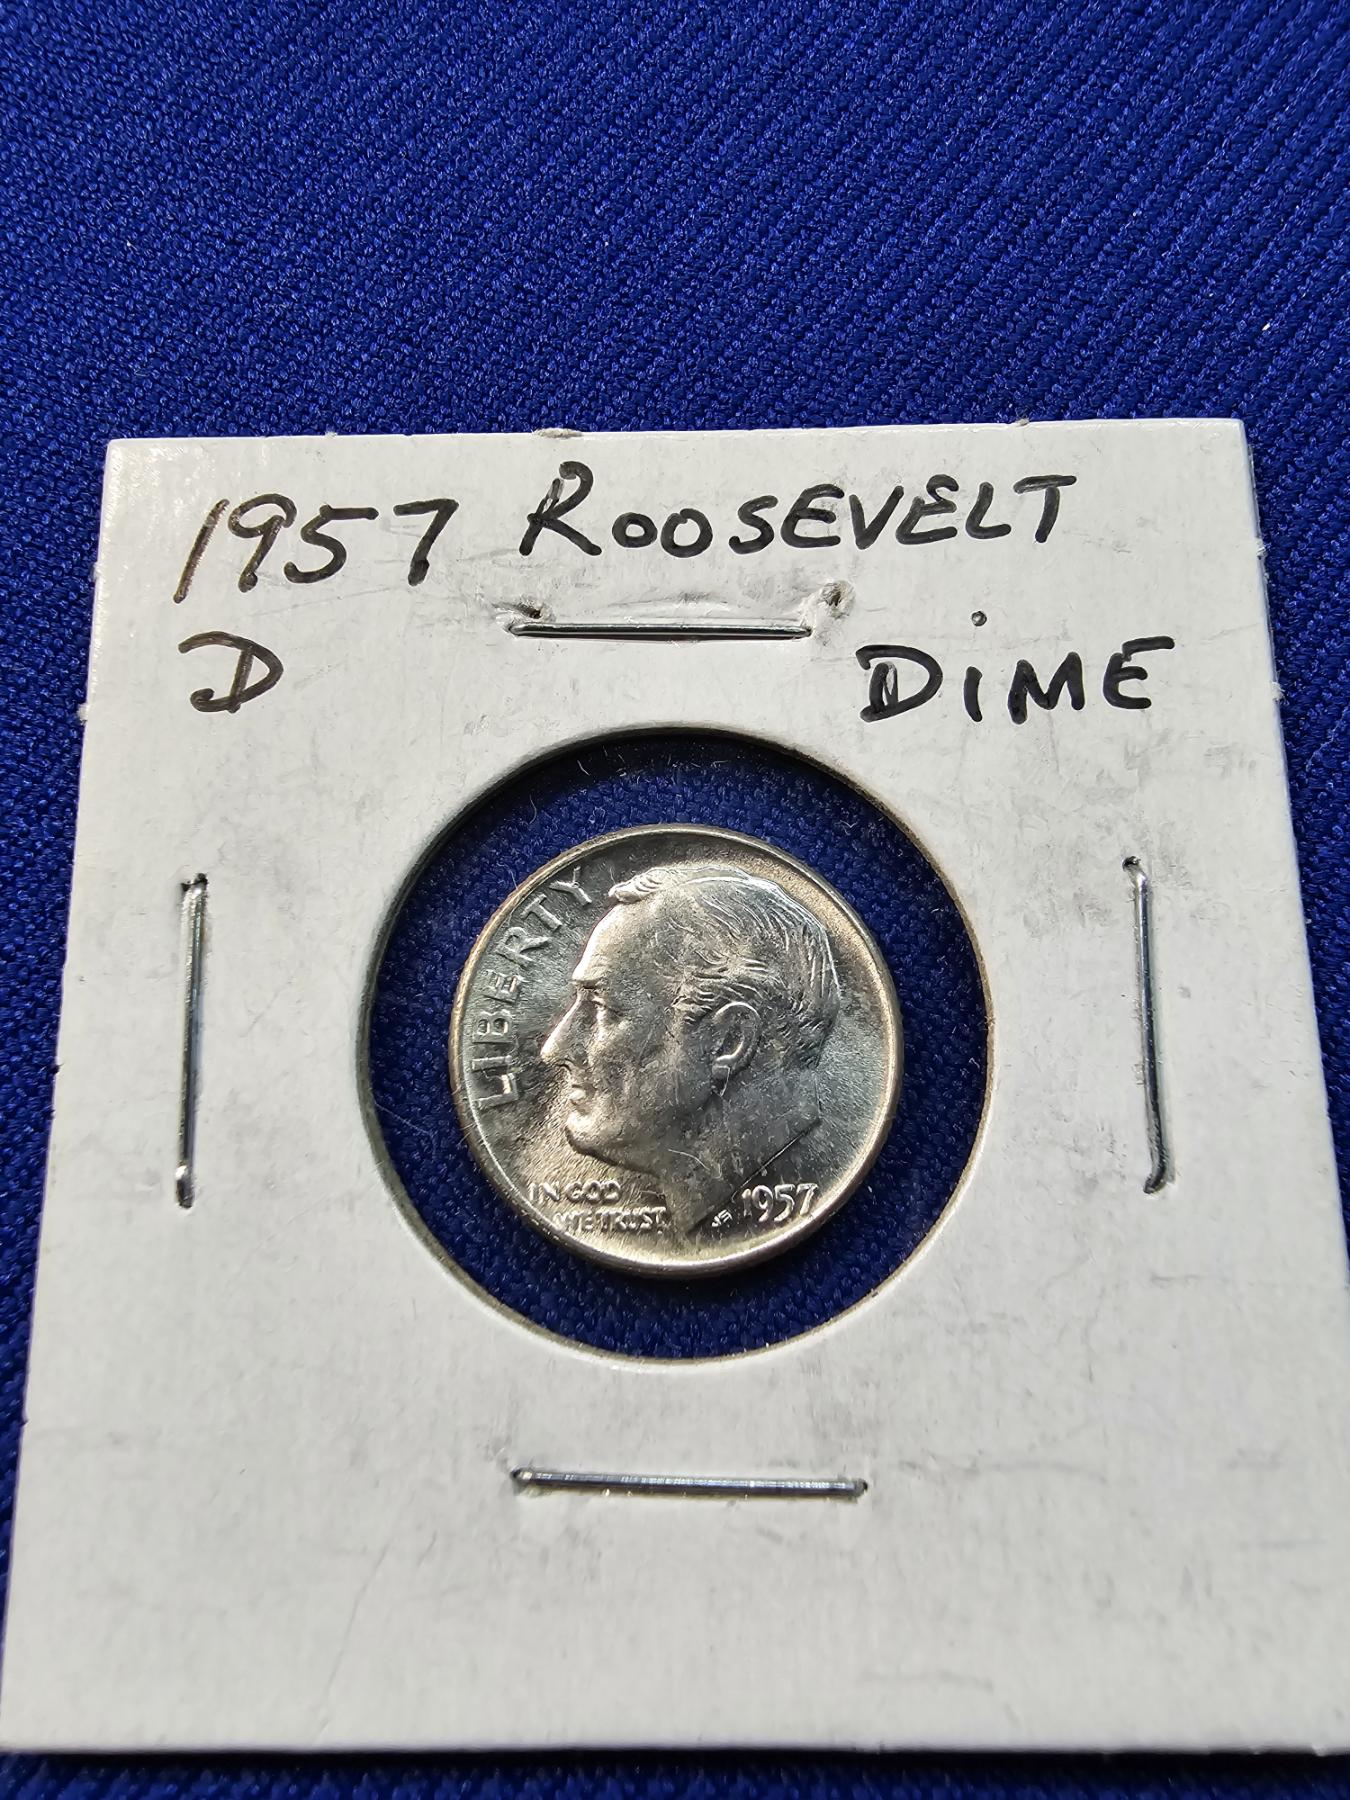 1957 ROOSEVELT
D DIME
LIBERTY
IN GOD
WE TRUST
JS 1957